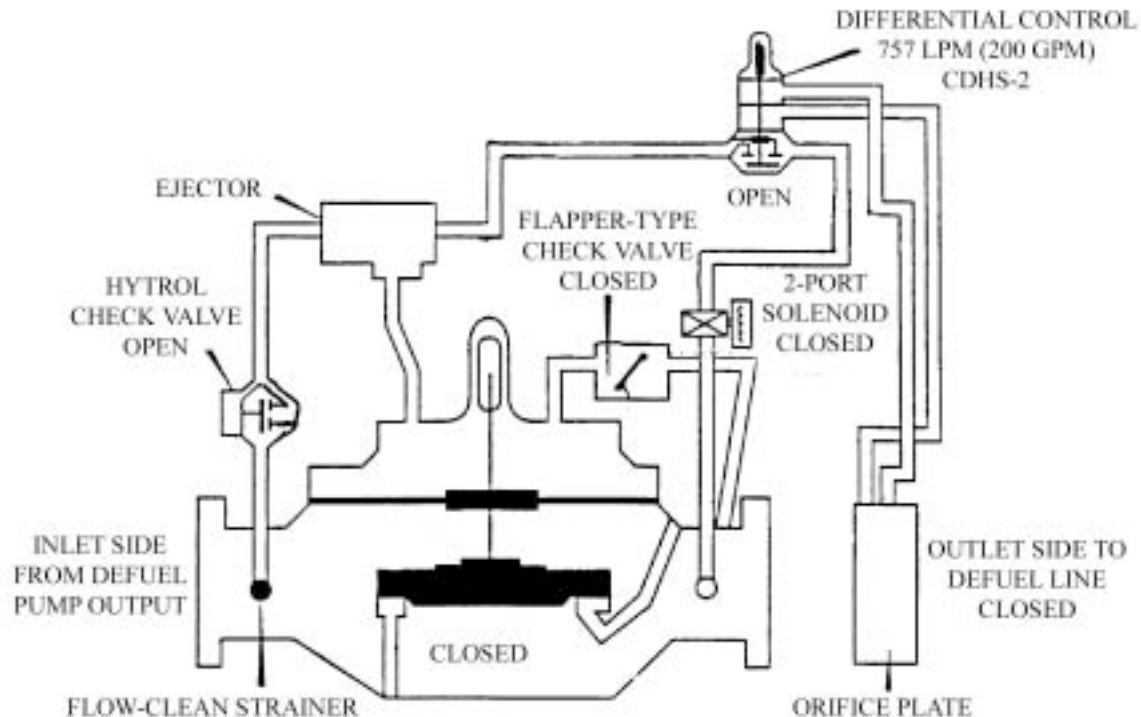 DIFFERENTIAL CONTROL
757 LPM (200 GPM)
CDHS-2
EJECTOR
OPEN
FLAPPER-TYPE
CHECK VALVE
CLOSED
HYTROL
CHECK VALVE
OPEN
2-PORT
SOLENOID
CLOSED
INLET SIDE
FROM DEFUEL
PUMP OUTPUT
OUTLET SIDE TO
DEFUEL LINE
CLOSED
CLOSED
FLOW-CLEAN STRAINER
ORIFICE PLATE